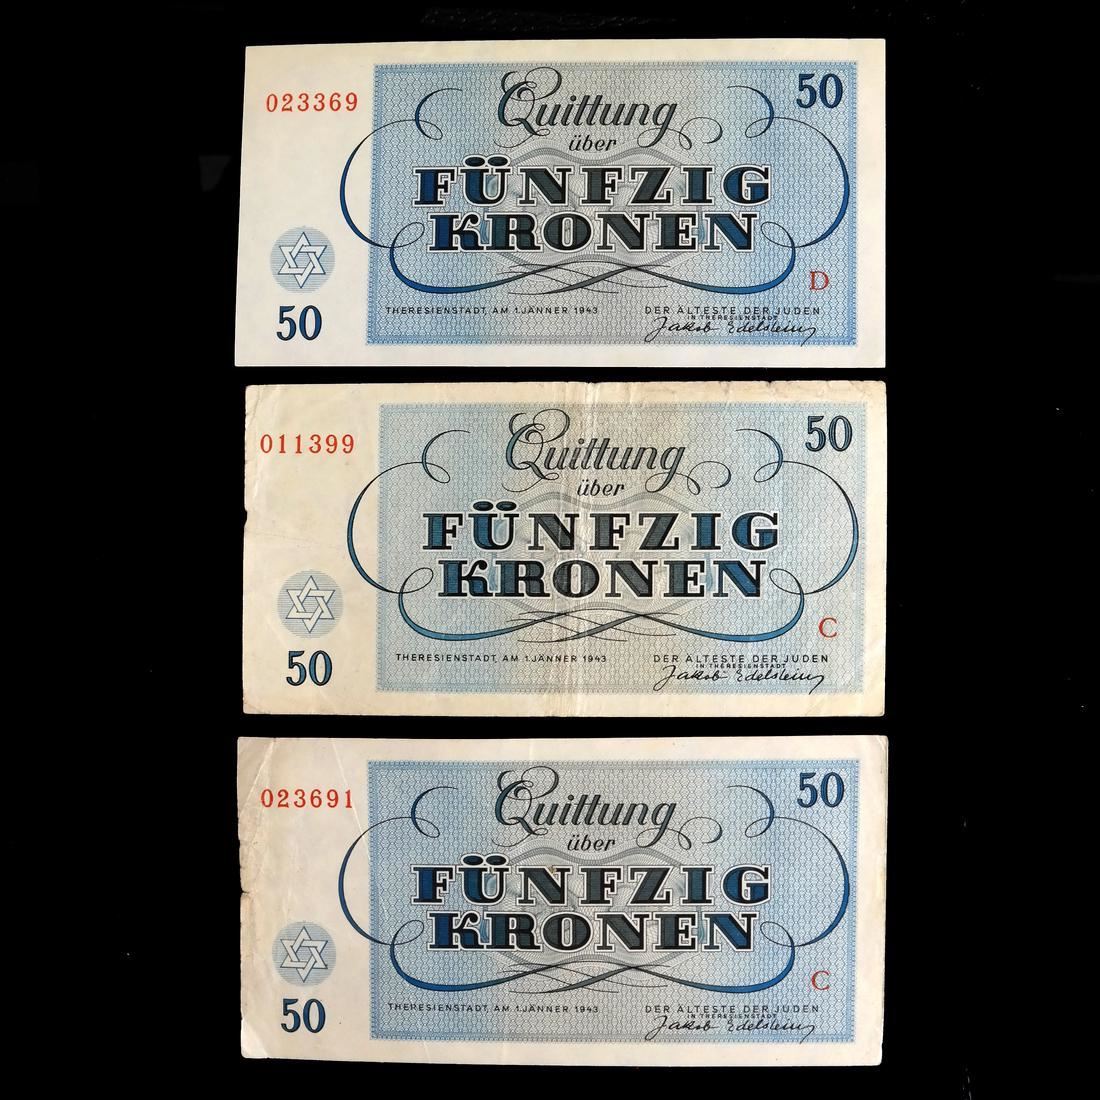 023369
50
Quittung
über
FÜNFZIG
KRONEN
D
50
THERESIENSTADT, AM 1.JÄNNER 1943
DER ÄLTESTE DER JUDEN
IN THERESIENSTADT
Jakob Edelstein
011399
50
Quittung
über
FÜNFZIG
KRONEN
C
50
THERESIENSTADT, AM 1.JÄNNER 1943
DER ÄLTESTE DER JUDEN
IN THERESIENSTADT
Jakob Edelstein
023691
50
Quittung
über
FÜNFZIG
KRONEN
C
50
THERESIENSTADT, AM 1.JÄNNER 1943
DER ÄLTESTE DER JUDEN
IN THERESIENSTADT
Jakob Edelstein